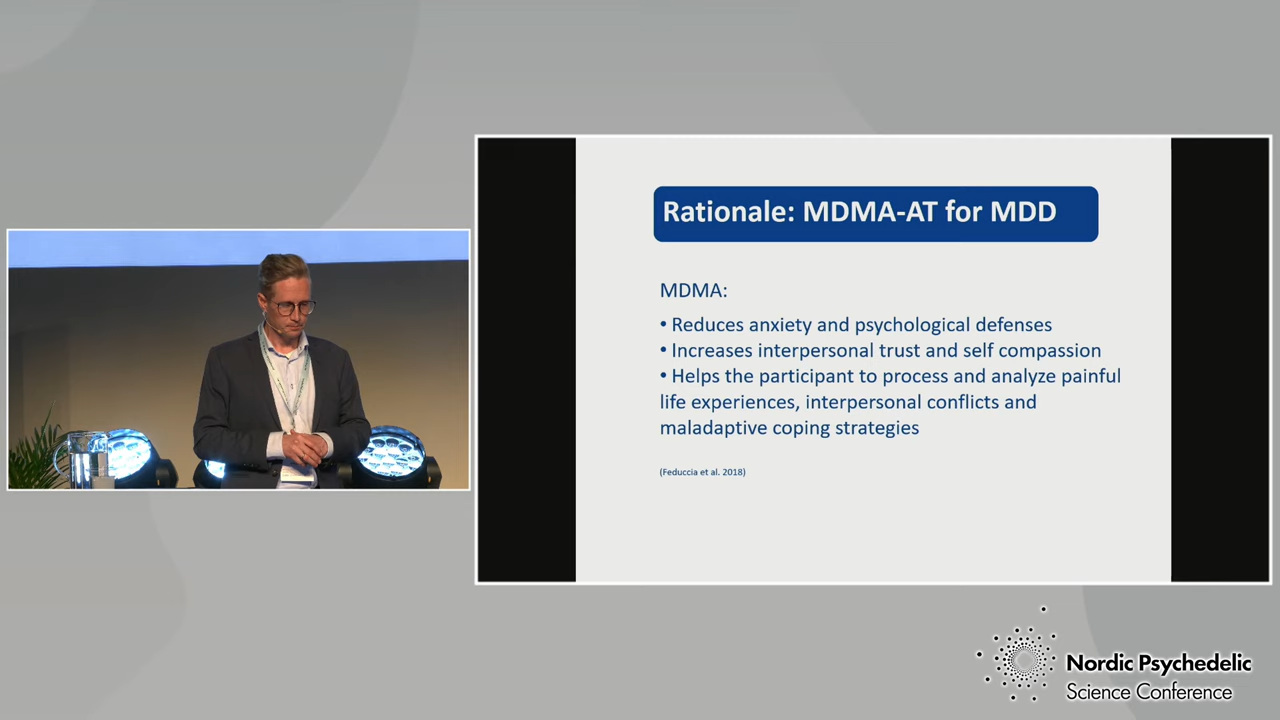 Rationale: MDMA-AT for MDD
MDMA:
• Reduces anxiety and psychological defenses
• Increases interpersonal trust and self compassion
• Helps the participant to process and analyze painful
life experiences, interpersonal conflicts and
maladaptive coping strategies
(Feduccia et al. 2018)
Nordic Psychedelic
Science Conference